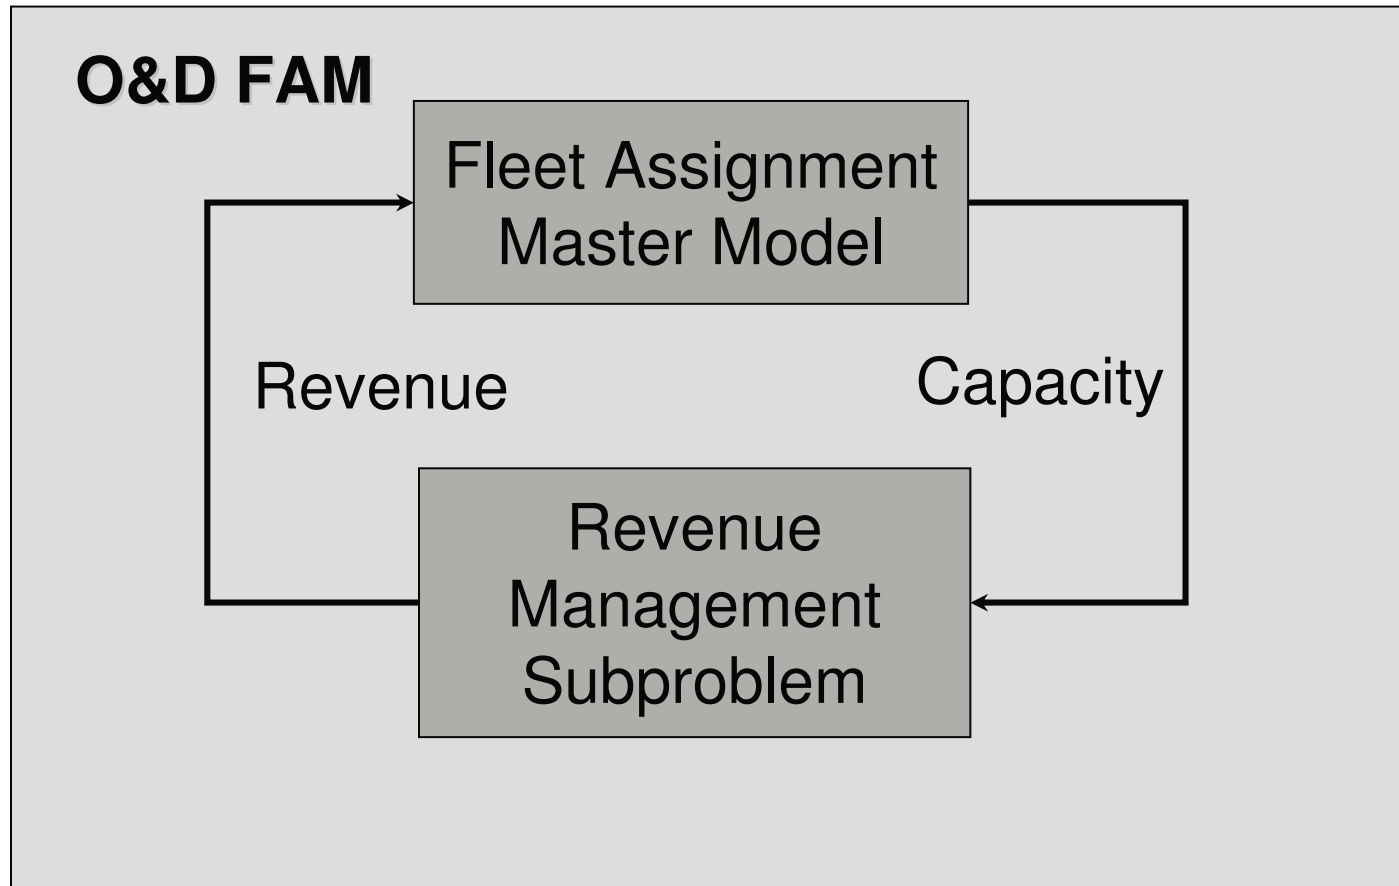 O&D FAM
Fleet Assignment
Master Model
Revenue
Capacity
Revenue
Management
Subproblem